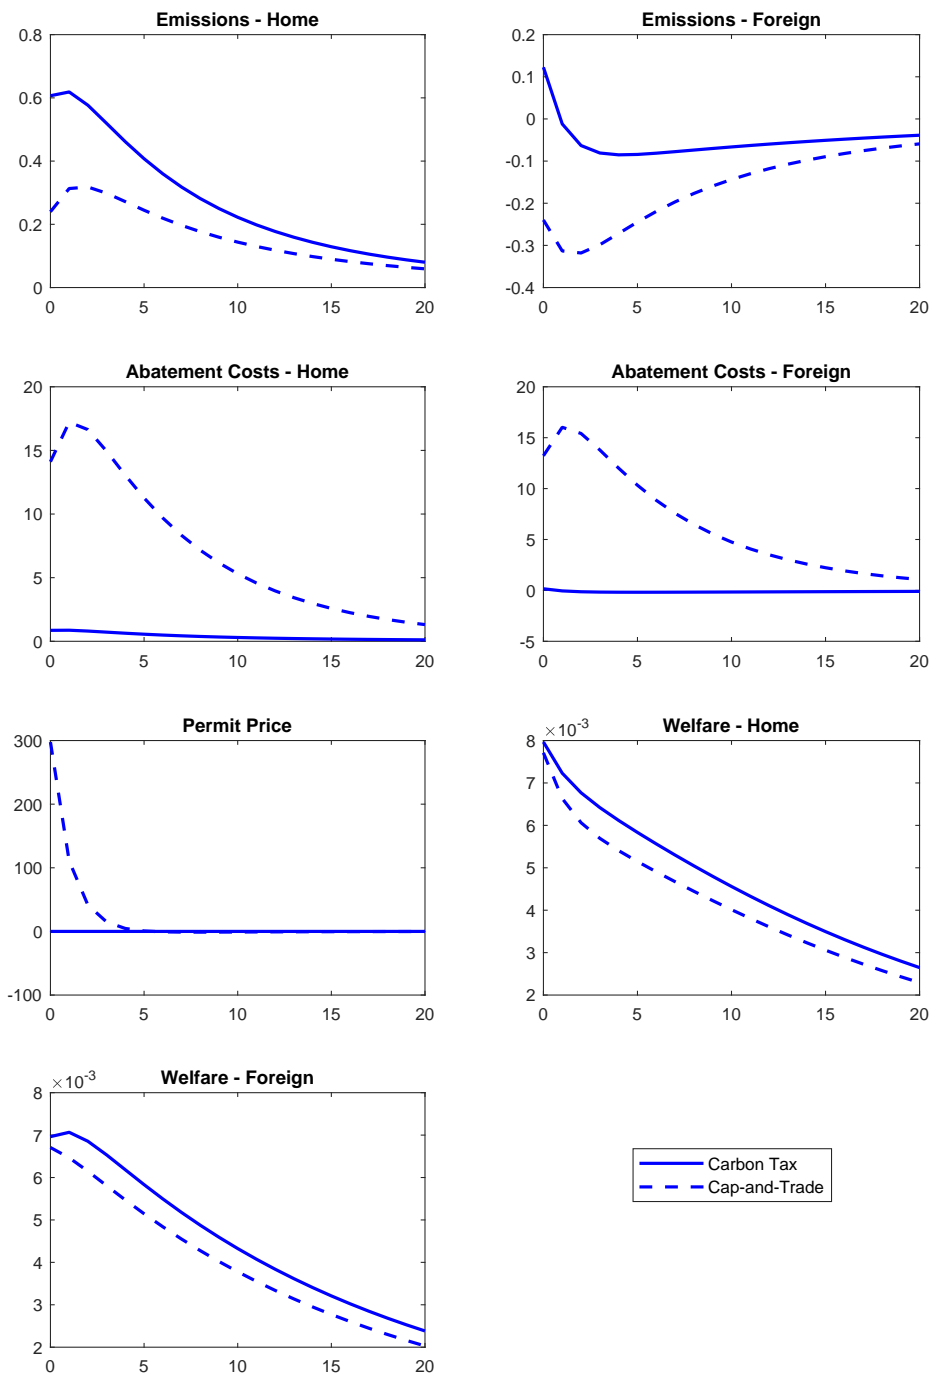 Emissions - Home
0.8
0.6
0.4
0.2
0
0 5 10 15 20
Emissions - Foreign
0.2
0.1
0
-0.1
-0.2
-0.3
-0.4
0 5 10 15 20
Abatement Costs - Home
20
15
10
5
0
0 5 10 15 20
Abatement Costs - Foreign
20
15
10
5
0
-5
0 5 10 15 20
Permit Price
300
200
100
0
-100
0 5 10 15 20
Welfare - Home
×10-3
8
7
6
5
4
3
2
0 5 10 15 20
Welfare - Foreign
×10-3
8
7
6
5
4
3
2
0 5 10 15 20
Carbon Tax
Cap-and-Trade